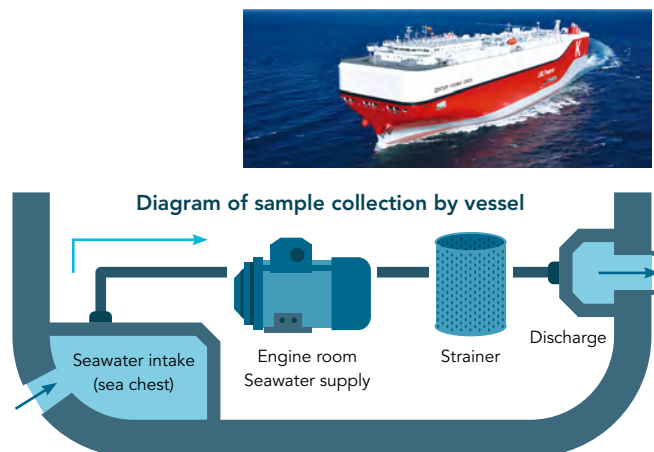 K
Diagram of sample collection by vessel
Seawater intake
(sea chest)
Engine room
Seawater supply
Strainer
Discharge